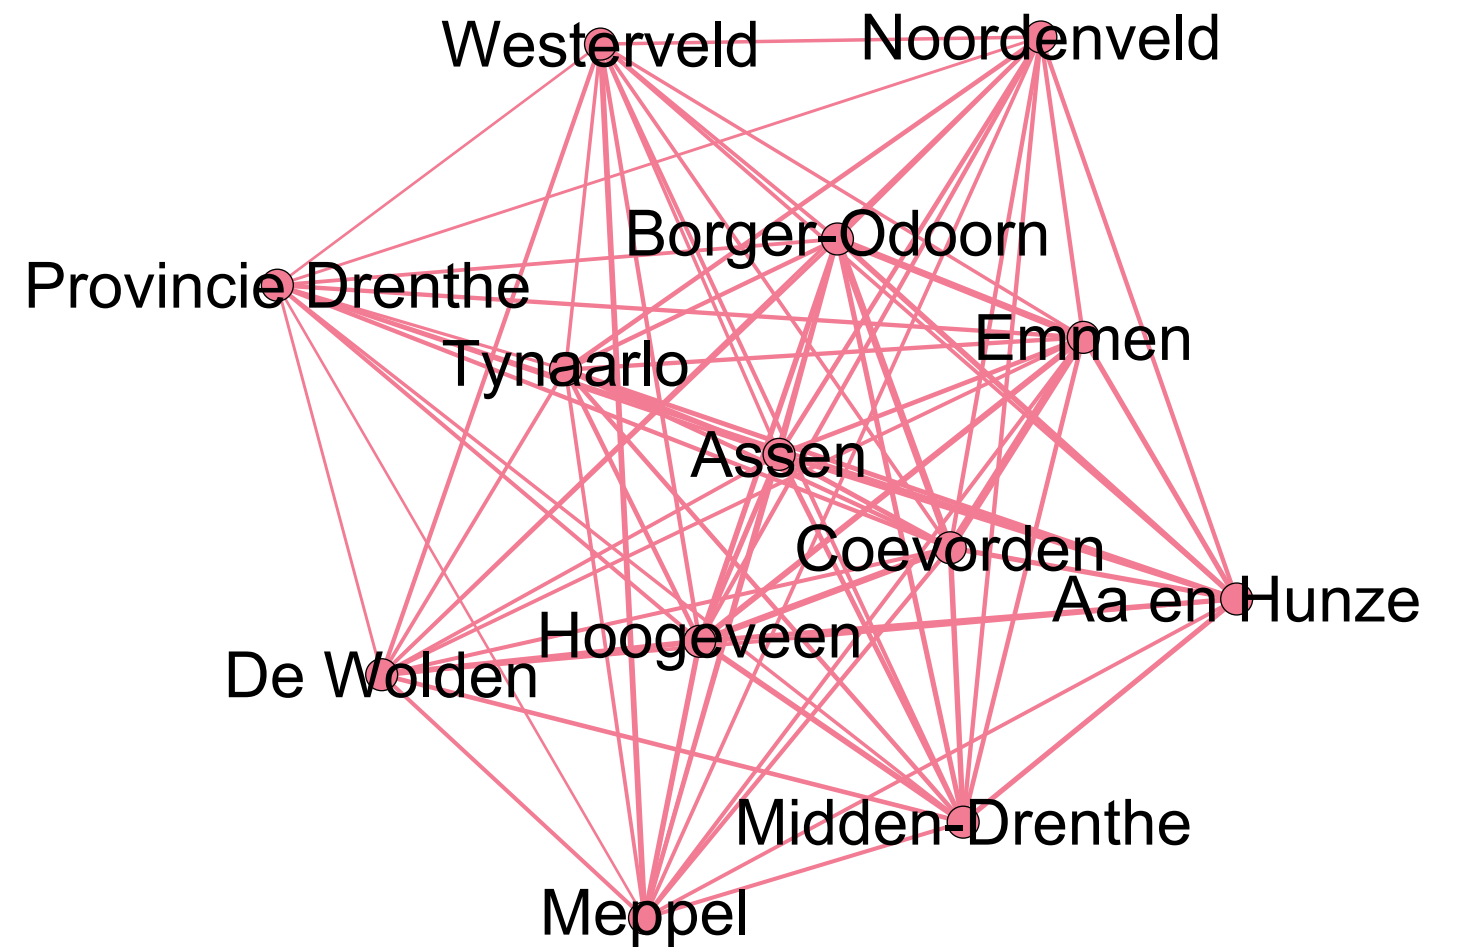 Westerveld
Noordenveld
Borger-Odoorn
Provincie Drenthe
Emmen
Tynaarlo
Assen
Coevorden
Aa en Hunze
Hoogeveen
De Wolden
Midden-Drenthe
Meppel